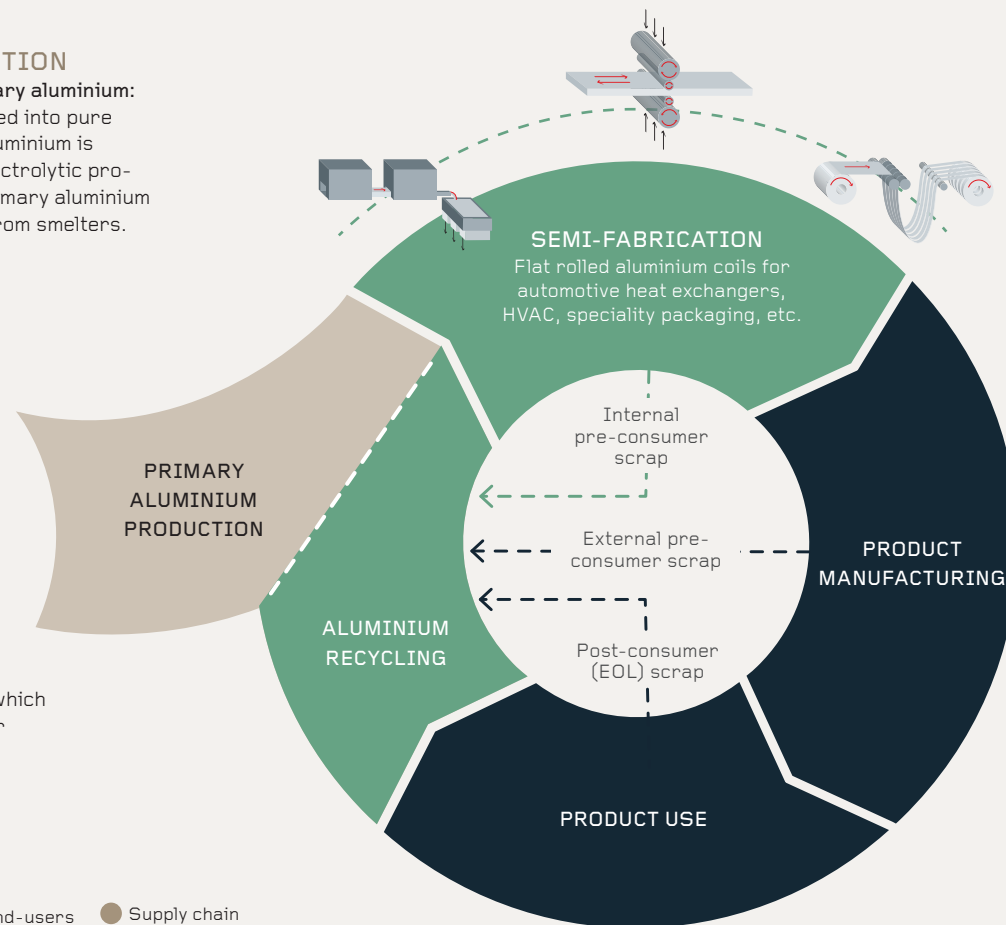 TION
ary aluminium:
ed into pure
uminium is
ectrolytic pro-
mary aluminium
rom smelters.
SEMI-FABRICATION
Flat rolled aluminium coils for
automotive heat exchangers,
HVAC, speciality packaging, etc.
Internal
pre-consumer
scrap
PRIMARY
ALUMINIUM
PRODUCTION
External pre-
consumer scrap
PRODUCT
MANUFACTURING
ALUMINIUM
RECYCLING
Post-consumer
(EOL) scrap
which
PRODUCT USE
nd-users
Supply chain